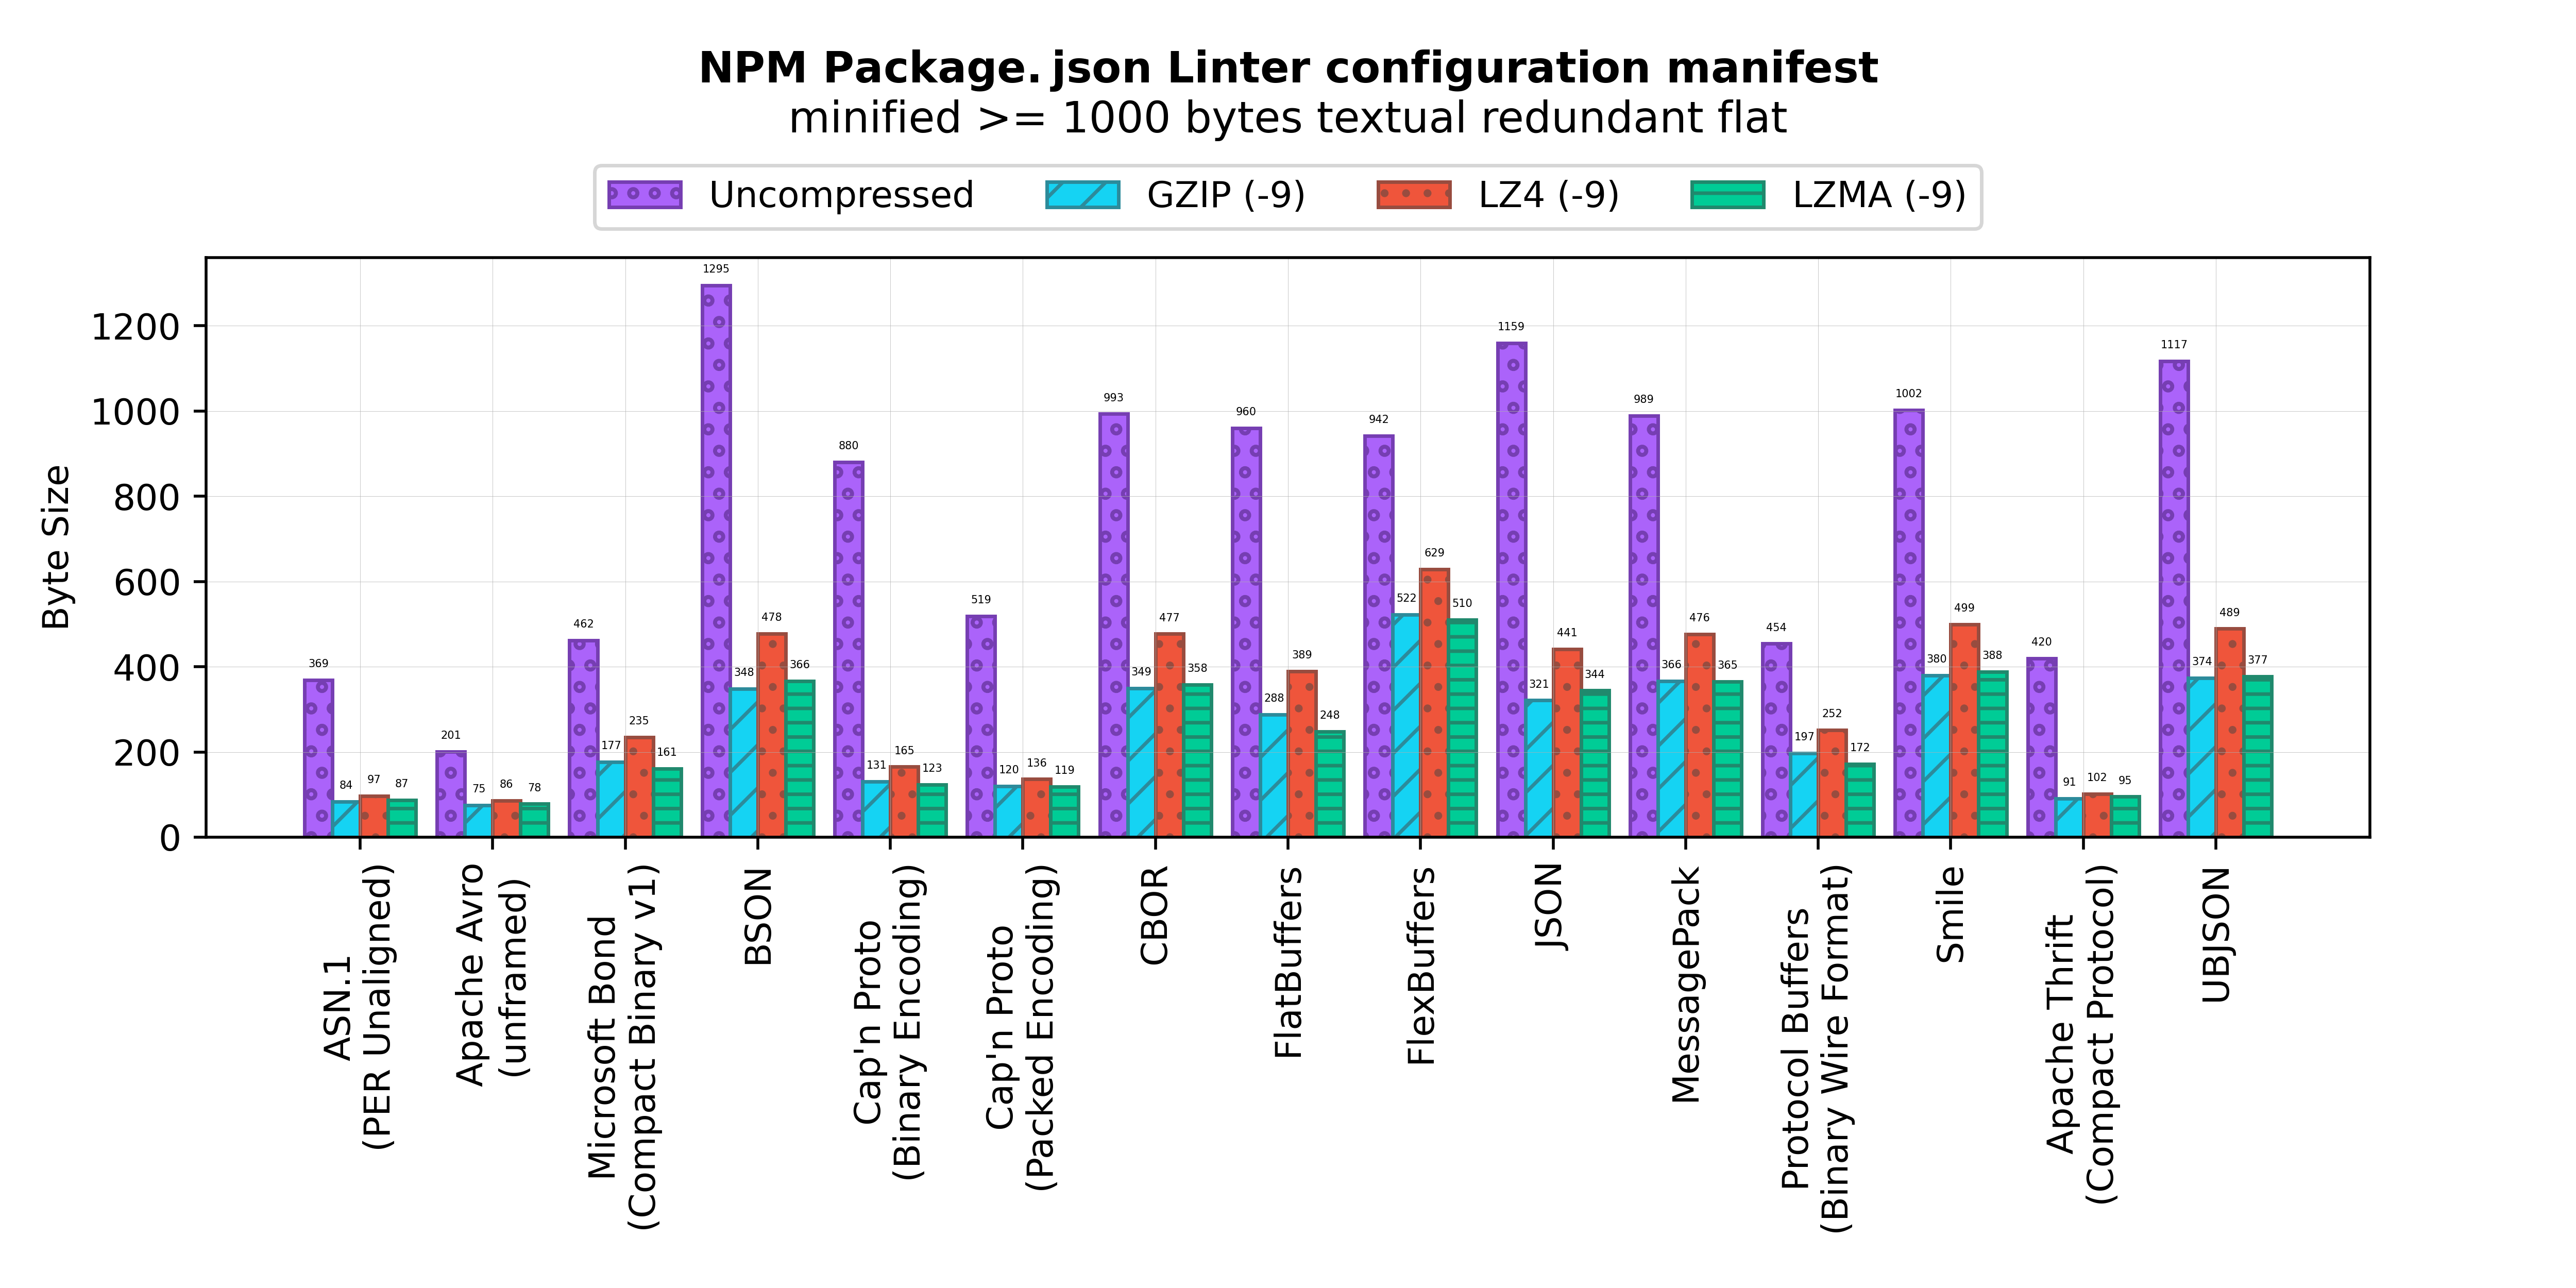 NPM Package.json Linter configuration manifest
minified >= 1000 bytes textual redundant flat
Uncompressed GZIP (-9) LZ4 (-9) LZMA (-9)
Byte Size
1200
1000
800
600
400
200
0
369 84 97 87
201 75 86 78
462 177 235 161
1295 348 478 366
880 131 165 123
519 120 136 119
993 349 477 358
960 288 389 248
942 522 629 510
1159 321 441 344
989 366 476 365
454 197 252 172
1002 380 499 388
420 91 102 95
1117 374 489 377
ASN.1
(PER Unaligned)
Apache Avro
(unframed)
Microsoft Bond
(Compact Binary v1)
BSON
Cap'n Proto
(Binary Encoding)
Cap'n Proto
(Packed Encoding)
CBOR
FlatBuffers
FlexBuffers
JSON
MessagePack
Protocol Buffers
(Binary Wire Format)
Smile
Apache Thrift
(Compact Protocol)
UBJSON